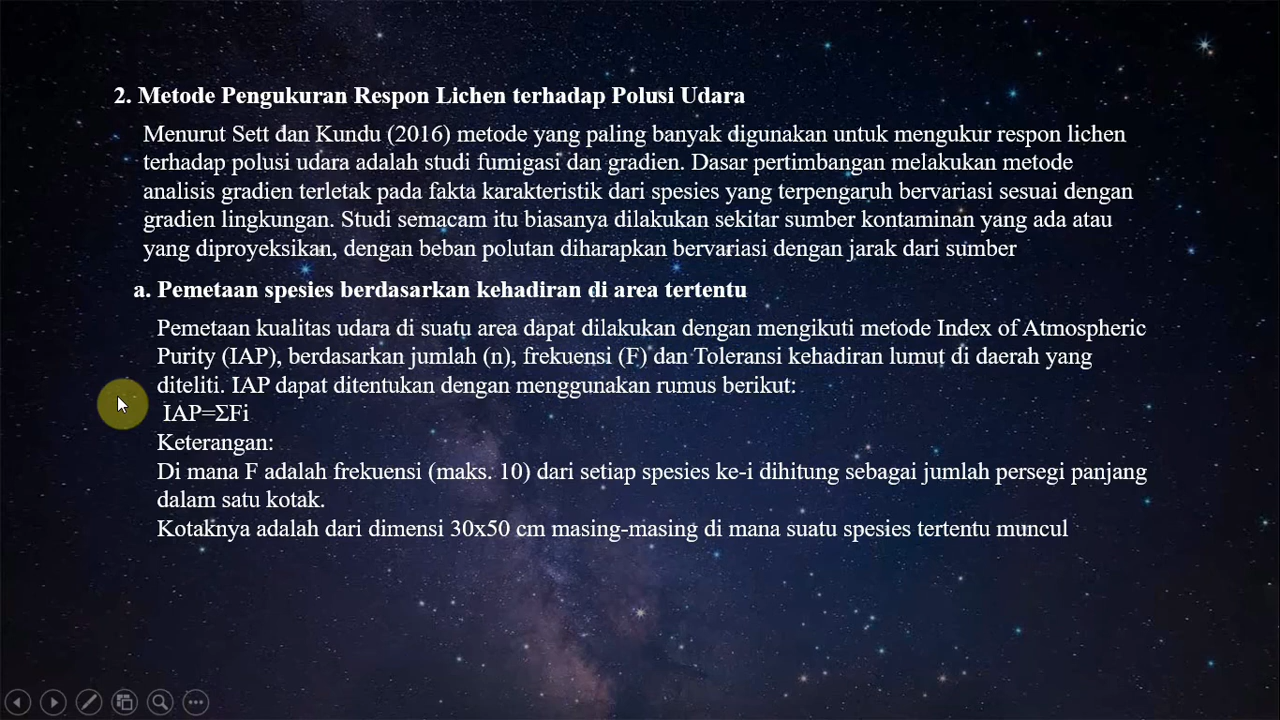 2. Metode Pengukuran Respon Lichen terhadap Polusi Udara
Menurut Sett dan Kundu (2016) metode yang paling banyak digunakan untuk mengukur respon lichen
terhadap polusi udara adalah studi fumigasi dan gradien. Dasar pertimbangan melakukan metode
analisis gradien terletak pada fakta karakteristik dari spesies yang terpengaruh bervariasi sesuai dengan
gradien lingkungan. Studi semacam itu biasanya dilakukan sekitar sumber kontaminan yang ada atau
yang diproyeksikan, dengan beban polutan diharapkan bervariasi dengan jarak dari sumber
a. Pemetaan spesies berdasarkan kehadiran di area tertentu
Pemetaan kualitas udara di suatu area dapat dilakukan dengan mengikuti metode Index of Atmospheric
Purity (IAP), berdasarkan jumlah (n), frekuensi (F) dan Toleransi kehadiran lumut di daerah yang
diteliti. IAP dapat ditentukan dengan menggunakan rumus berikut:
IAP=ΣFi
Keterangan:
Di mana F adalah frekuensi (maks. 10) dari setiap spesies ke-i dihitung sebagai jumlah persegi panjang
dalam satu kotak.
Kotaknya adalah dari dimensi 30x50 cm masing-masing di mana suatu spesies tertentu muncul